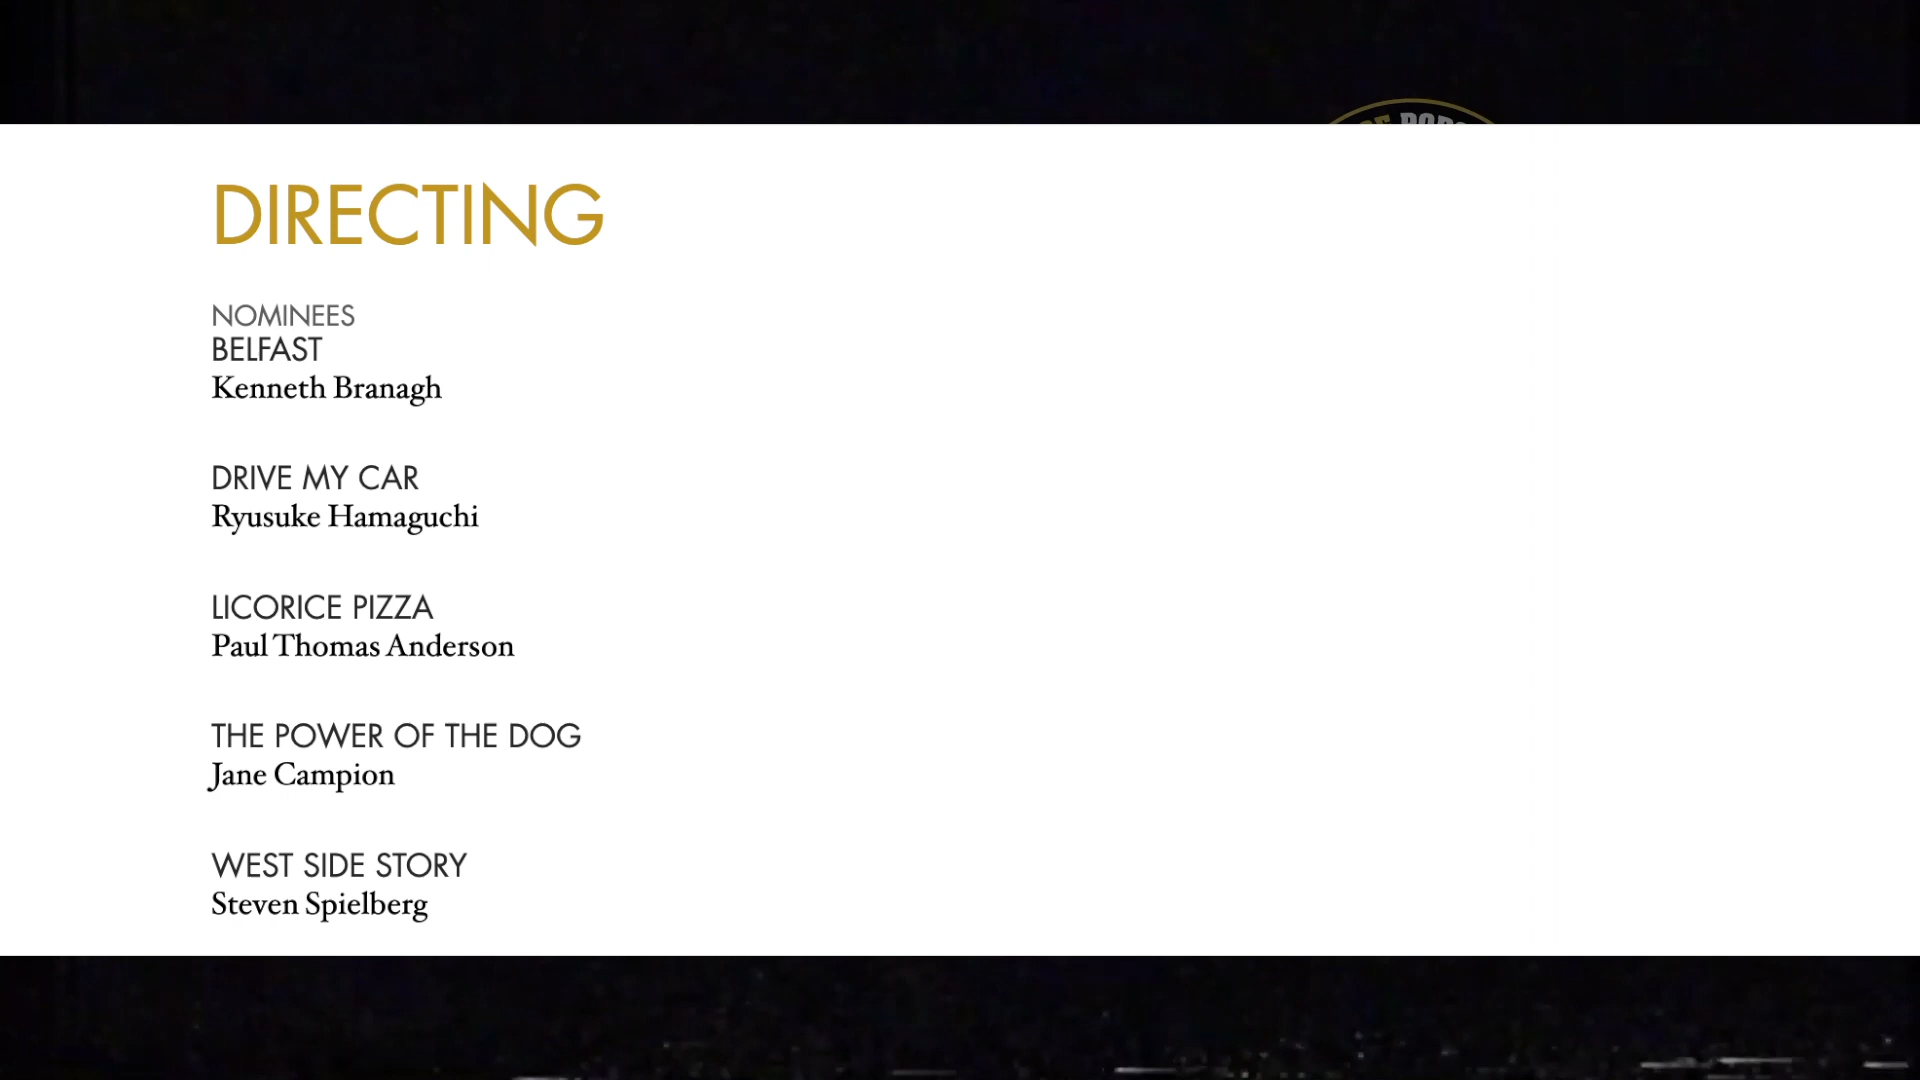 DIRECTING
NOMINEES
BELFAST
Kenneth Branagh
DRIVE MY CAR
Ryusuke Hamaguchi
LICORICE PIZZA
Paul Thomas Anderson
THE POWER OF THE DOG
Jane Campion
WEST SIDE STORY
Steven Spielberg